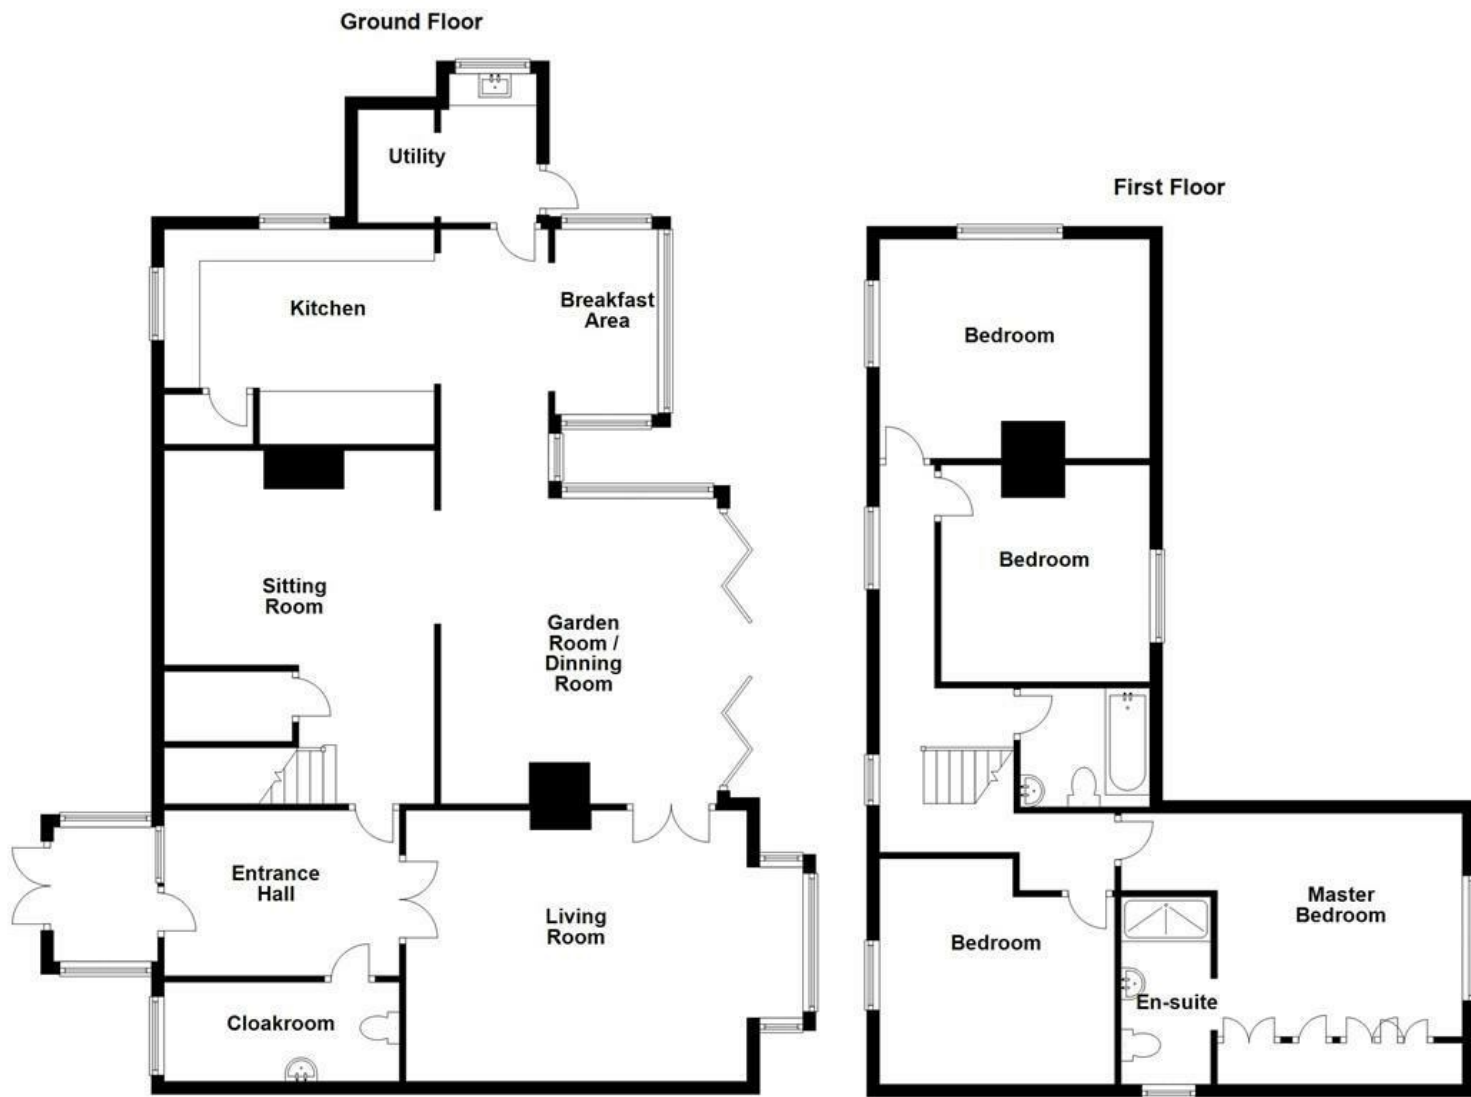 Ground Floor
Utility
Kitchen
Breakfast
Area
Sitting
Room
Garden
Room /
Dinning
Room
Entrance
Hall
Living
Room
Cloakroom
First Floor
Bedroom
Bedroom
Master
Bedroom
Bedroom
En-suite